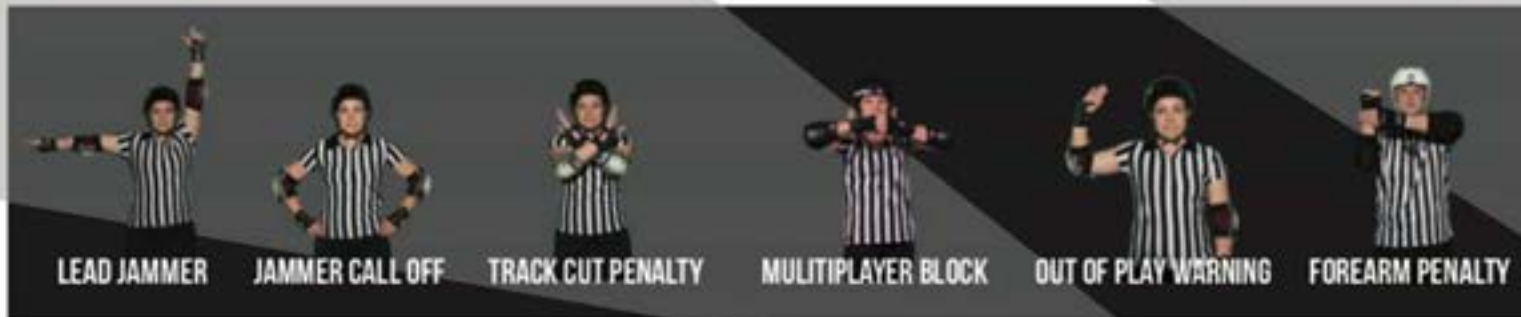 LEAD JAMMER
JAMMER CALL OFF
TRACK CUT PENALTY
MULITIPLAYER BLOCK
OUT OF PLAY WARNING
FOREARM PENALTY